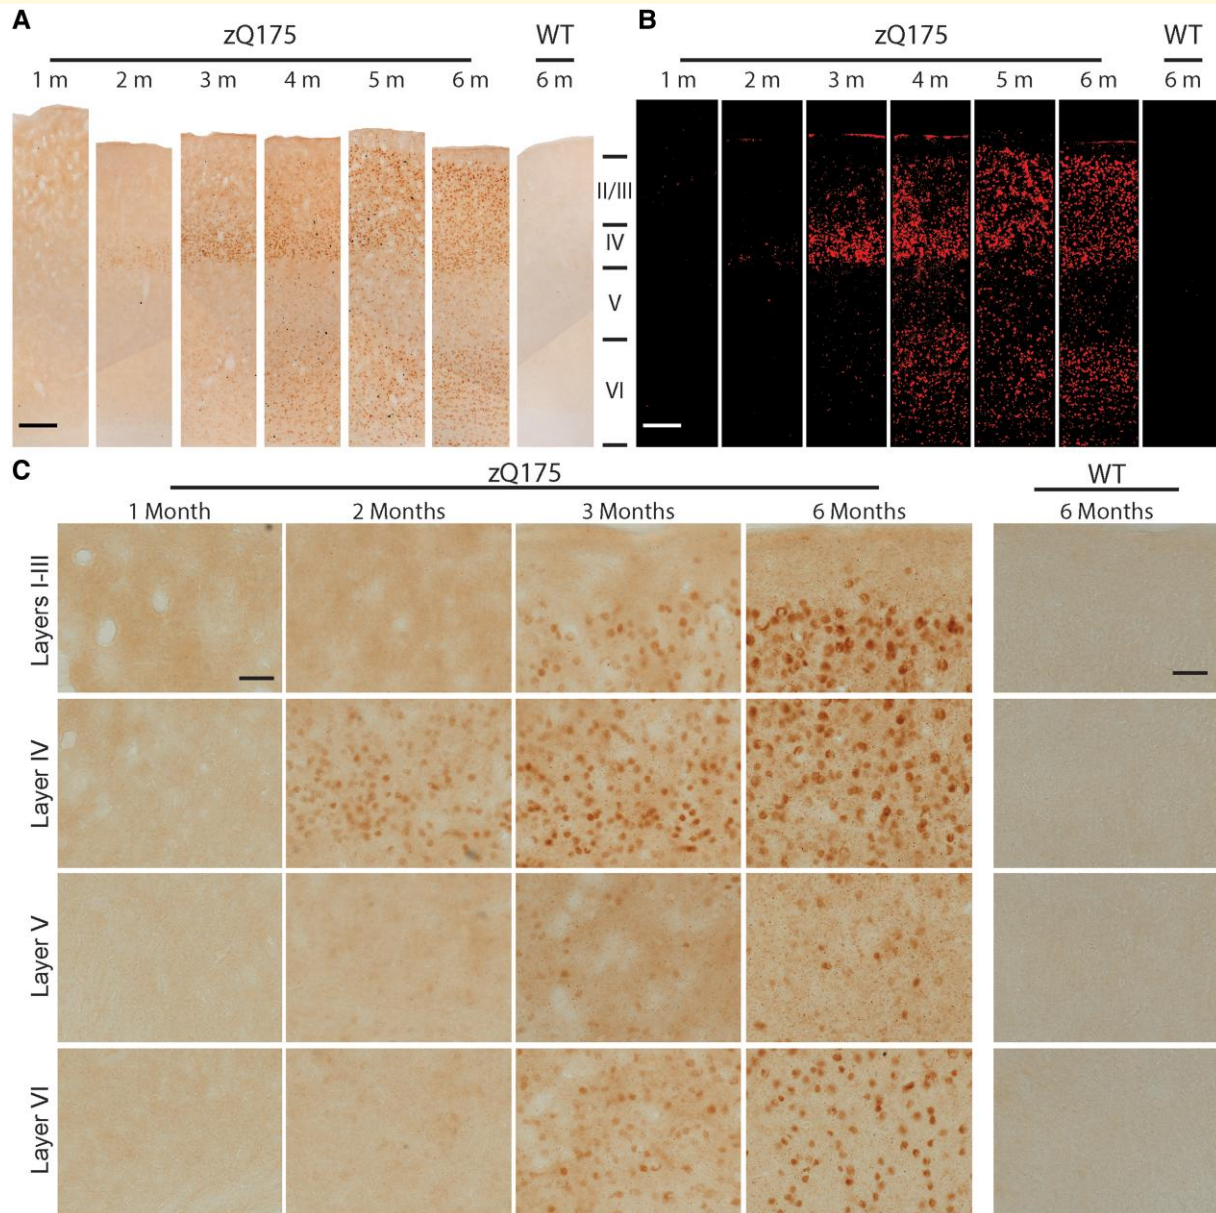 A
zQ175
WT
1 m
2 m
3 m
4 m
5 m
6 m
6 m
II/III
IV
V
VI
B
zQ175
WT
1 m
2 m
3 m
4 m
5 m
6 m
6 m
C
zQ175
WT
1 Month
2 Months
3 Months
6 Months
6 Months
Layers I-III
Layer IV
Layer V
Layer VI